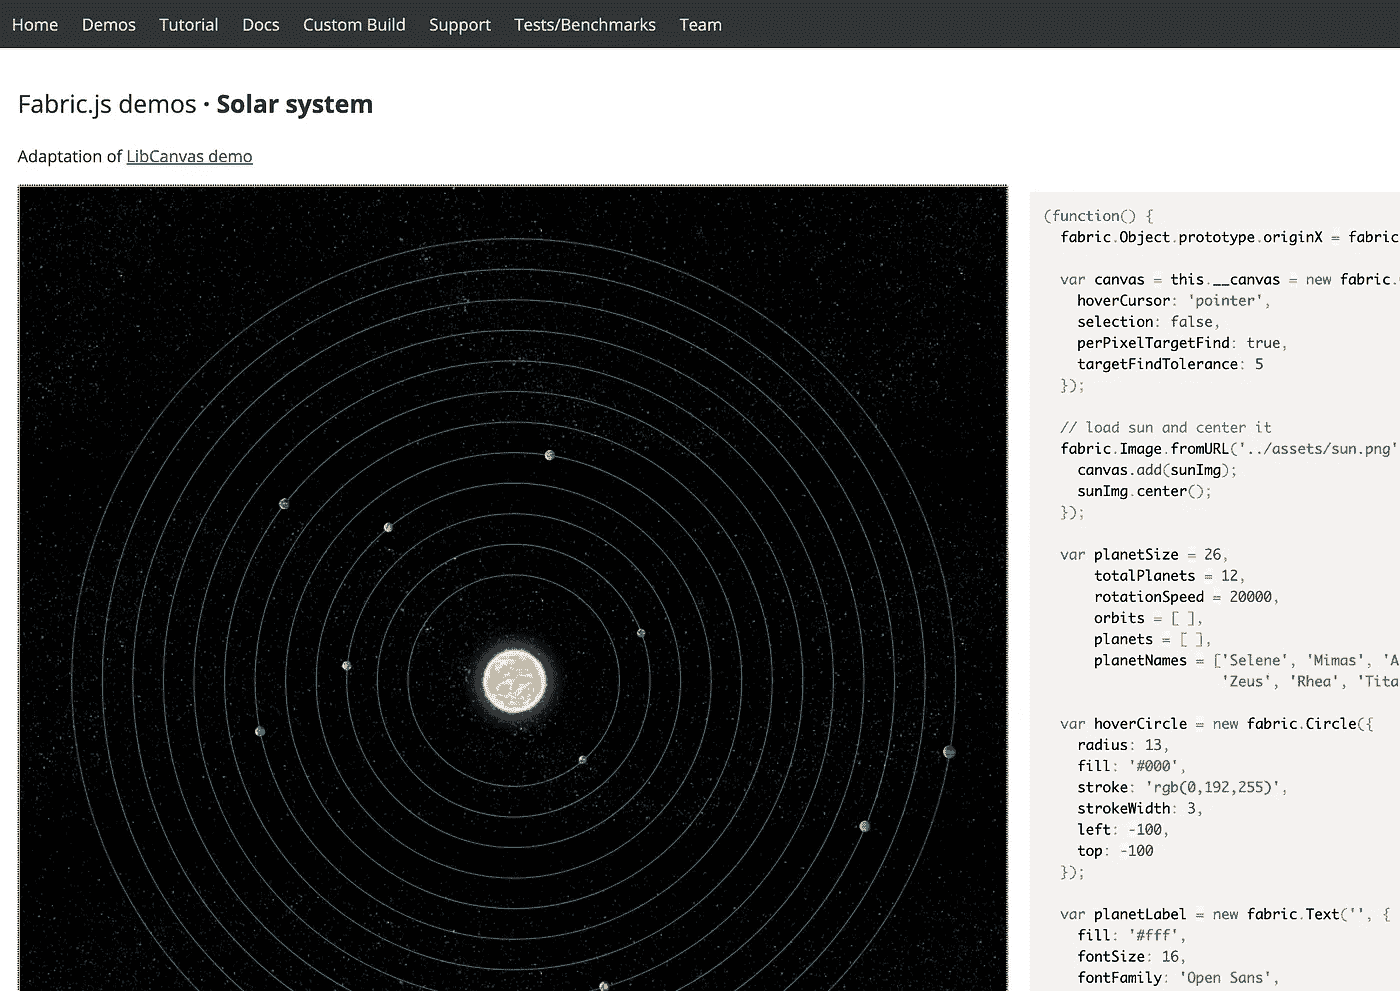 Home Demos Tutorial Docs Custom Build Support Tests/Benchmarks Team
Fabric.js demos · Solar system
Adaptation of LibCanvas demo
(function() {
fabric.Object.prototype.originX = fabric
var canvas = this.__canvas = new fabric.
hoverCursor: 'pointer',
selection: false,
perPixelTargetFind: true,
targetFindTolerance: 5
});
// load sun and center it
fabric.Image.fromURL('../assets/sun.png'
canvas.add(sunImg);
sunImg.center();
});
var planetSize = 26,
totalPlanets = 12,
rotationSpeed = 20000,
orbits = [ ],
planets = [ ],
planetNames = ['Selene', 'Mimas', 'A
'Zeus', 'Rhea', 'Tita
var hoverCircle = new fabric.Circle({
radius: 13,
fill: '#000',
stroke: 'rgb(0,192,255)',
strokeWidth: 3,
left: -100,
top: -100
});
var planetLabel = new fabric.Text('', {
fill: '#fff',
fontSize: 16,
fontFamily: 'Open Sans',